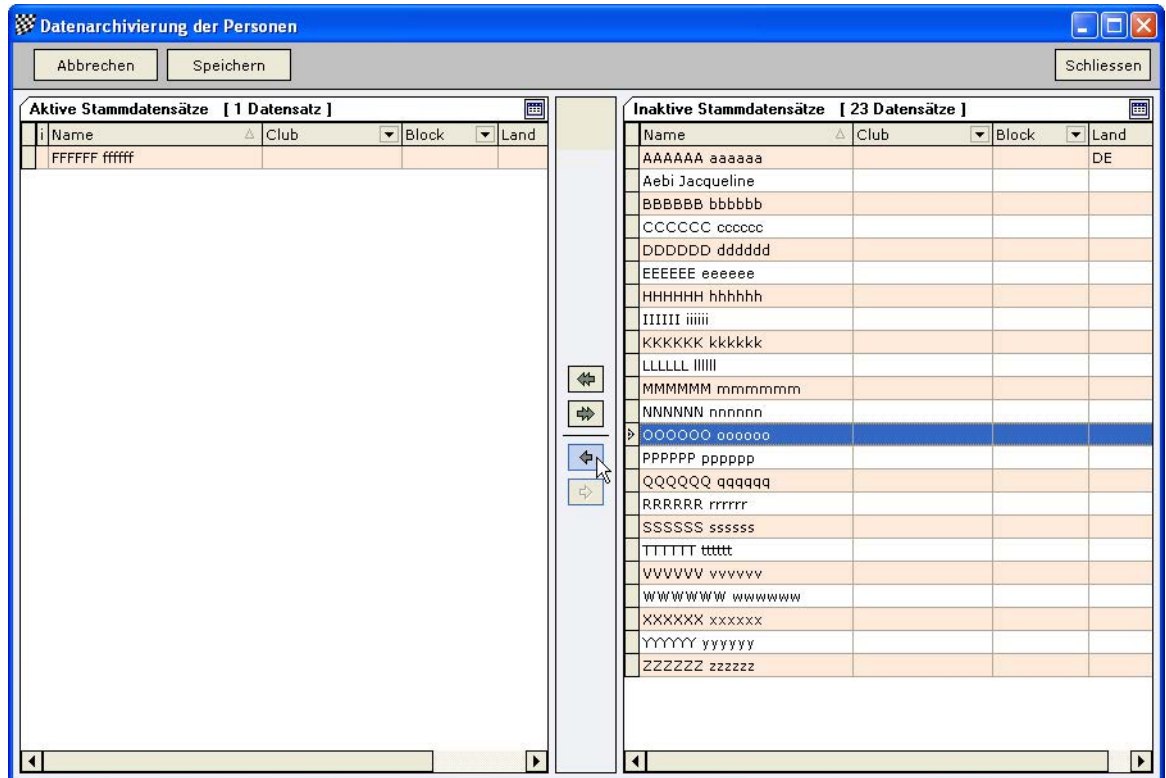 Datenarchivierung der Personen
Abbrechen Speichern Schliessen
Aktive Stammdatensätze [ 1 Datensatz ]
i Name Club Block Land
FFFFFF ffffff
Inaktive Stammdatensätze [ 23 Datensätze ]
Name Club Block Land
AAAAAA aaaaaa DE
Aebi Jacqueline
BBBBBB bbbbbb
CCCCCC cccccc
DDDDDD dddddd
EEEEEE eeeeee
HHHHHH hhhhhh
IIIIII iiiiii
KKKKKK kkkkkk
LLLLLL llllll
MMMMMM mmmmmm
NNNNNN nnnnnn
OOOOOO oooooo
PPPPPP pppppp
QQQQQQ qqqqqq
RRRRRR rrrrrr
SSSSSS ssssss
TTTTTT tttttt
VVVVVV vvvvvv
WWWWWW wwwwww
XXXXXX xxxxxx
YYYYYY yyyyyy
ZZZZZZ zzzzzz